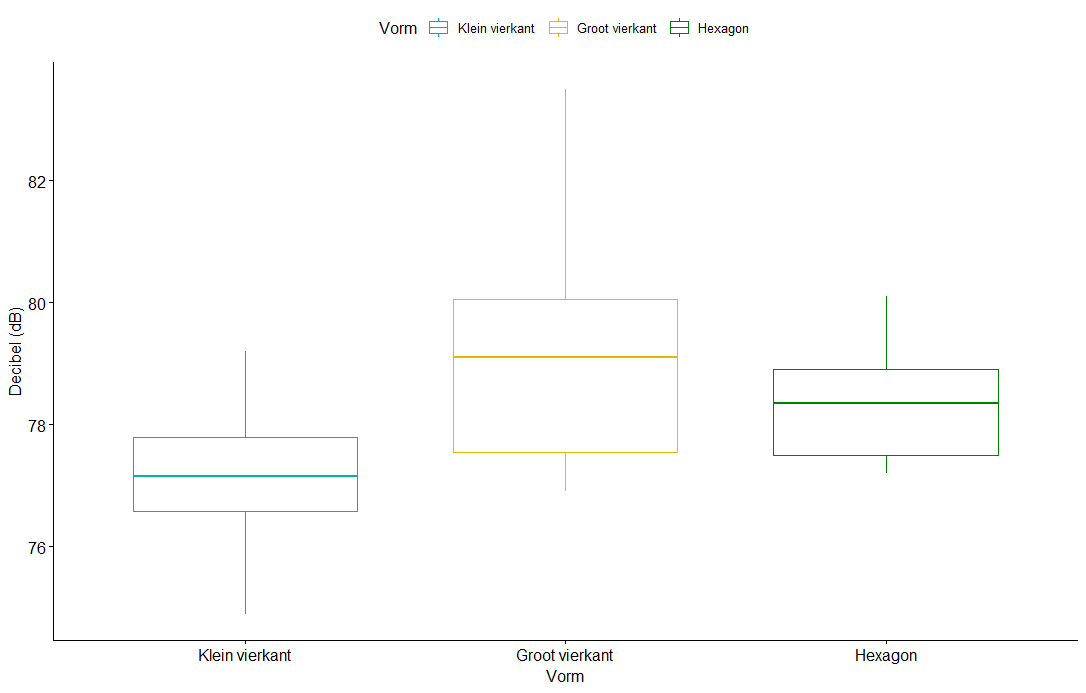 Vorm Klein vierkant Groot vierkant Hexagon
82
80
78
76
Decibel (dB)
Klein vierkant Groot vierkant Hexagon
Vorm